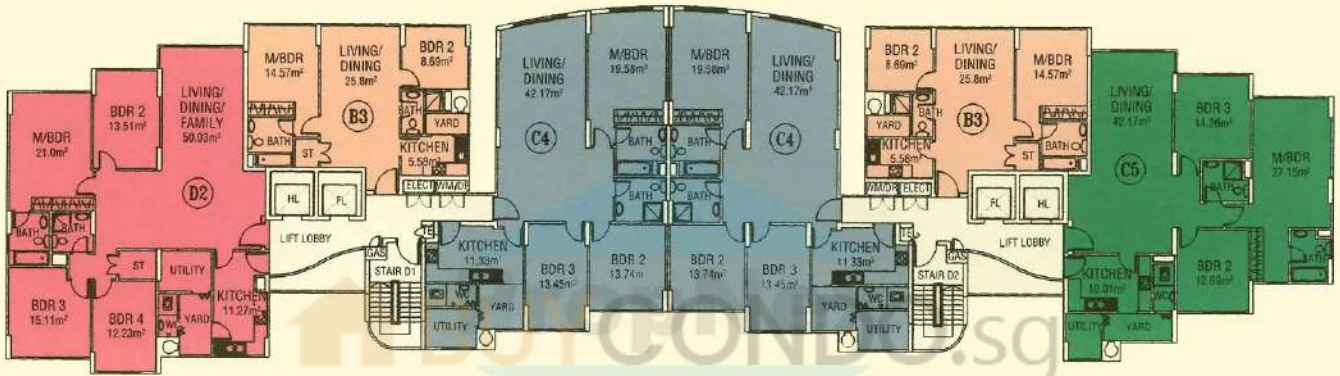 M/BDR
21.0m²
BDR 2
13.51m²
LIVING/
DINING/
FAMILY
50.03m²
D2
BATH
BATH
ST
BDR 3
15.11m²
BDR 4
12.23m²
UTILITY
WC
YARD
KITCHEN
11.27m²
M/BDR
14.57m²
LIVING/
DINING
25.8m²
BDR 2
8.69m²
B3
BATH
BATH
YARD
ST
KITCHEN
5.58m²
ELECT
WM/DR
HL
FL
LIFT LOBBY
TE
GAS
STAIR D1
LIVING/
DINING
42.17m²
M/BDR
19.58m²
C4
BATH
BATH
KITCHEN
11.33m²
BDR 3
13.45m²
BDR 2
13.74m²
WC
YARD
UTILITY
M/BDR
19.58m²
LIVING/
DINING
42.17m²
C4
BATH
BATH
BDR 2
13.74m²
BDR 3
13.45m²
KITCHEN
11.33m²
YARD
WC
UTILITY
BDR 2
8.69m²
LIVING/
DINING
25.8m²
M/BDR
14.57m²
B3
YARD
BATH
BATH
KITCHEN
5.58m²
ST
WM/DR
ELECT
FL
HL
LIFT LOBBY
TE
GAS
STAIR D2
LIVING/
DINING
42.17m²
BDR 3
14.26m²
M/BDR
27.15m²
C5
BATH
BATH
BDR 2
12.69m²
KITCHEN
10.01m²
WC
UTILITY
YARD
BUYCONDO.sg